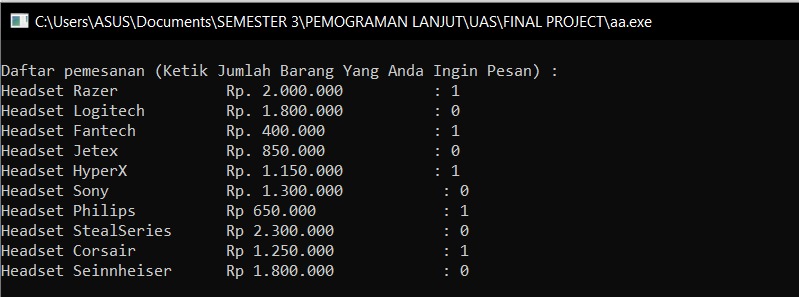 C:\Users\ASUS\Documents\SEMESTER 3\PEMOGRAMAN LANJUT\UAS\FINAL PROJECT\aa.exe
Daftar pemesanan (Ketik Jumlah Barang Yang Anda Ingin Pesan) :
Headset Razer Rp. 2.000.000 : 1
Headset Logitech Rp. 1.800.000 : 0
Headset Fantech Rp. 400.000 : 1
Headset Jetex Rp. 850.000 : 0
Headset HyperX Rp. 1.150.000 : 1
Headset Sony Rp. 1.300.000 : 0
Headset Philips Rp 650.000 : 1
Headset StealSeries Rp 2.300.000 : 0
Headset Corsair Rp 1.250.000 : 1
Headset Seinnheiser Rp 1.800.000 : 0